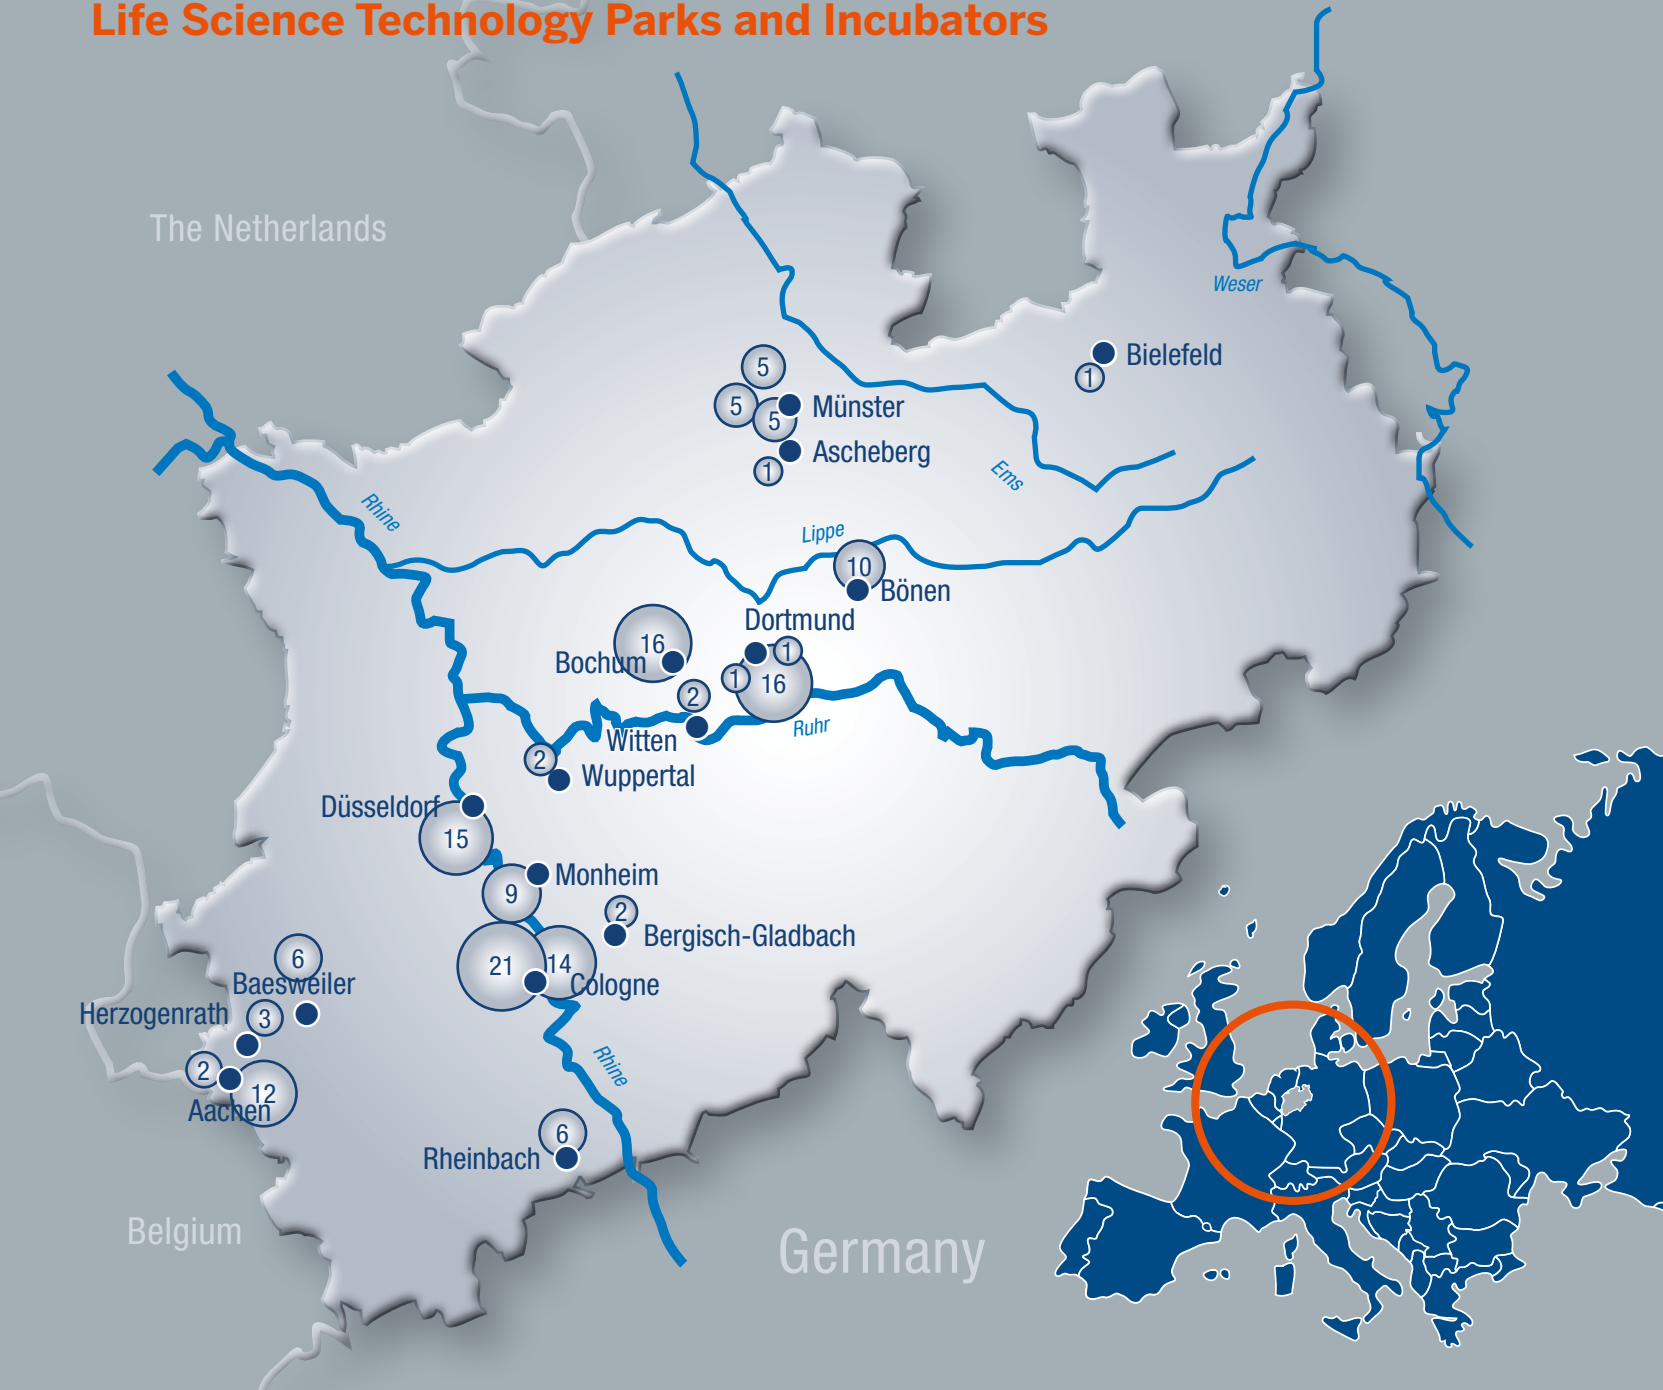 Life Science Technology Parks and Incubators
The Netherlands
Weser
5
Bielefeld
1
5
5
Münster
Ascheberg
1
Ems
Rhine
Lippe
10
Bönen
Dortmund
16
1
Bochum
1
16
2
Ruhr
Witten
2
Wuppertal
Düsseldorf
15
Monheim
9
2
Bergisch-Gladbach
6
21
14
Baesweiler
Cologne
Herzogenrath
3
Rhine
2
12
Aachen
6
Rheinbach
Belgium
Germany